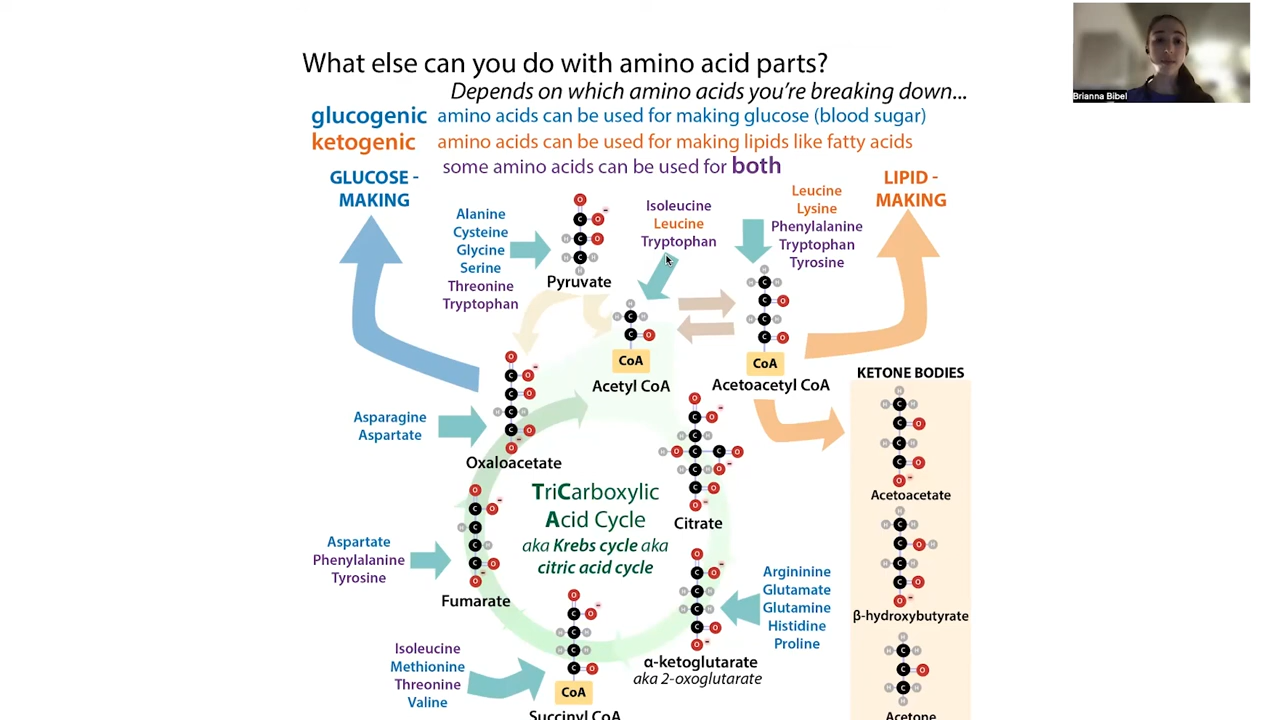 What else can you do with amino acid parts?
Depends on which amino acids you're breaking down...
glucogenic amino acids can be used for making glucose (blood sugar)
ketogenic amino acids can be used for making lipids like fatty acids
some amino acids can be used for both
Brianna Bibel
GLUCOSE -
MAKING
LIPID -
MAKING
Alanine
Cysteine
Glycine
Serine
Threonine
Tryptophan
Pyruvate
Isoleucine
Leucine
Tryptophan
Leucine
Lysine
Phenylalanine
Tryptophan
Tyrosine
CoA
Acetyl CoA
CoA
Acetoacetyl CoA
KETONE BODIES
Acetoacetate
β-hydroxybutyrate
Acetone
Asparagine
Aspartate
Oxaloacetate
Citrate
TriCarboxylic
Acid Cycle
aka Krebs cycle aka
citric acid cycle
Aspartate
Phenylalanine
Tyrosine
Fumarate
Argininine
Glutamate
Glutamine
Histidine
Proline
α-ketoglutarate
aka 2-oxoglutarate
Isoleucine
Methionine
Threonine
Valine
CoA
Succinyl CoA